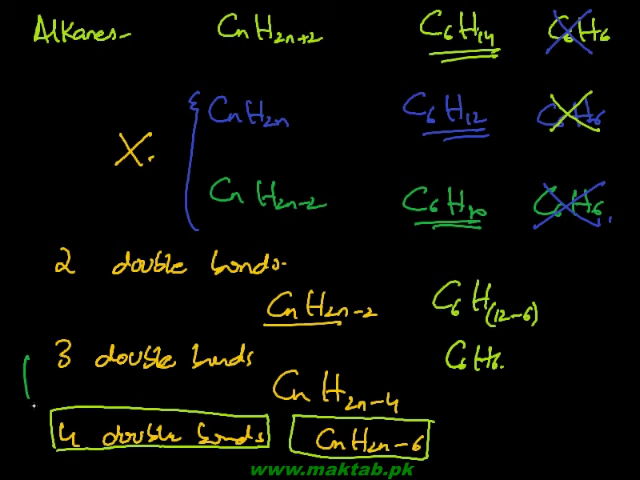 Alkanes- CnH2n+2 C6H14 C6H6
CnH2n C6H12 C6H6
X. CnH2n-2 C6H10 C6H6
2 double bonds-
CnH2n-2 C6H(12-6)
3 double bonds C6H6.
CnH2n-4
4 double bonds CnH2n-6
www.maktab.pk